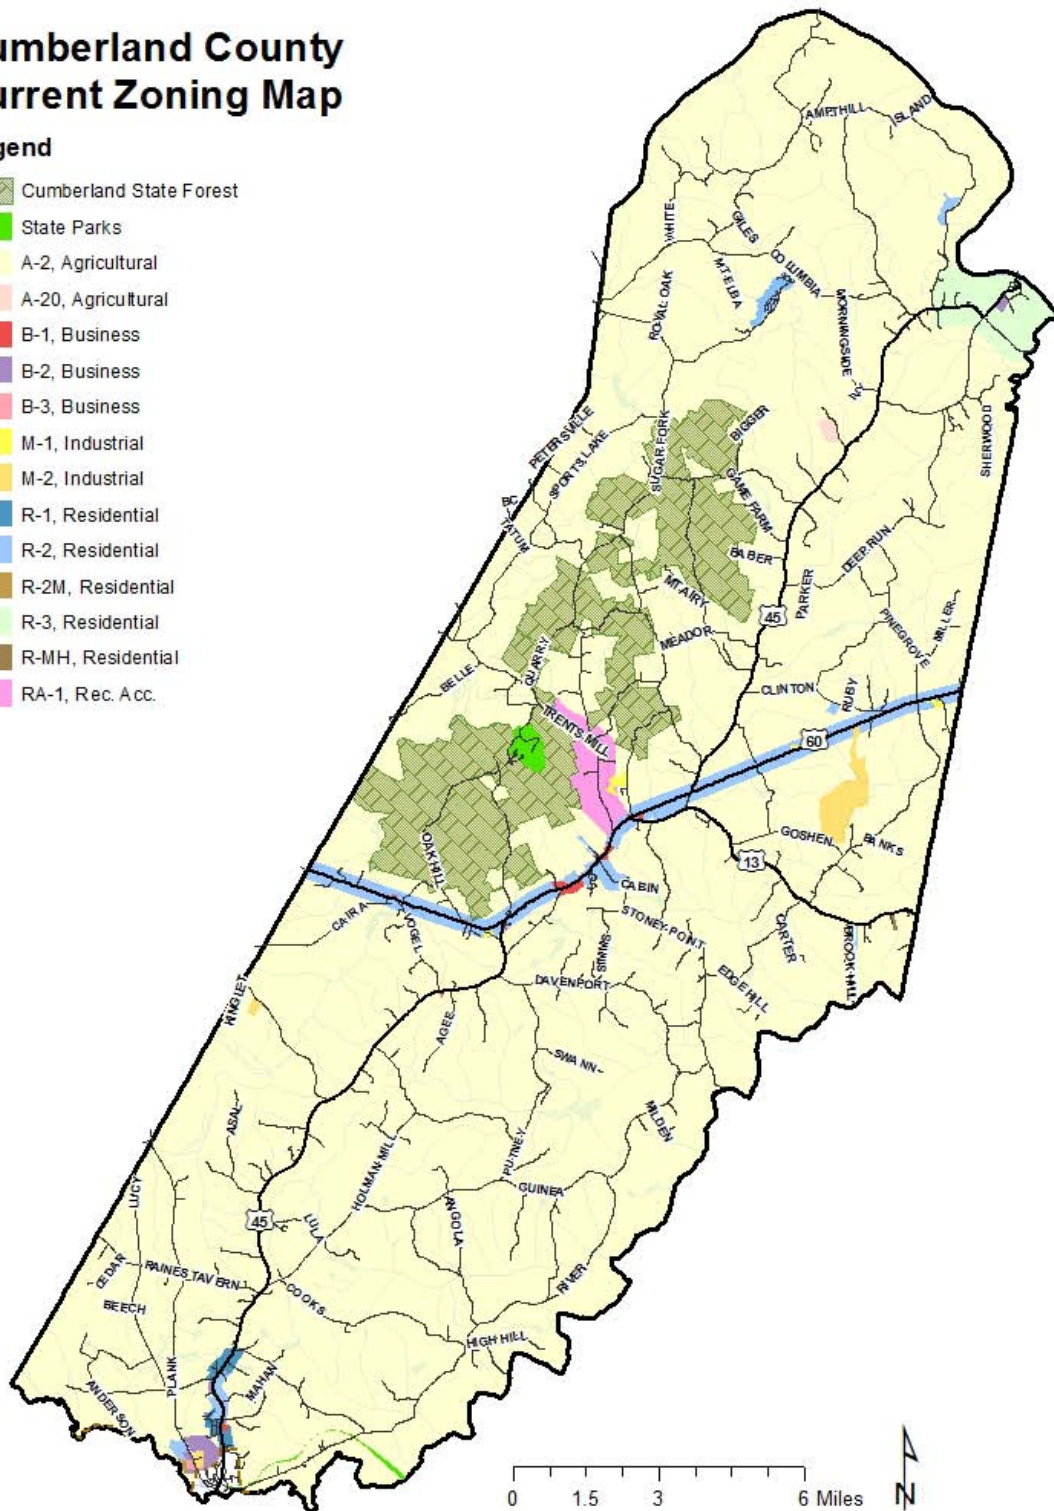 umberland County
urrent Zoning Map
gend
Cumberland State Forest
State Parks
A-2, Agricultural
A-20, Agricultural
B-1, Business
B-2, Business
B-3, Business
M-1, Industrial
M-2, Industrial
R-1, Residential
R-2, Residential
R-2M, Residential
R-3, Residential
R-MH, Residential
RA-1, Rec. Acc.
AMPTHILL
ISLAND
WHITE
GILES
COLUMBIA
MT ELBA
ROYAL OAK
MORNINGSIDE
IVY
SHERWOOD
PETERSVILLE
SPORTS LAKE
SUGAR FORK
BIGGER
GAME FARM
BC
TATUM
BABER
DEEP RUN
MT AIRY
PARKER
45
PINEGROVE
MILLER
MEADOR
QUARRY
BELLE
CLINTON
RUBY
TRENTS MILL
60
OAK HILL
GOSHEN
BANKS
13
CABIN
CAIRA
VOGEL
STONEY POINT
SIMMS
CARTER
BROOK HILL
EDGE HILL
DAVENPORT
RINGLET
AGEE
SWANN
ASAL
MILDEN
HOLMAN MILL
PUTNEY
GUINEA
LUCY
ANGOLA
45
LULA
CEDAR
RAINES TAVERN
COOKS
RIVER
BEECH
HIGH HILL
PLANK
MAHAN
ANDERSON
0 1.5 3 6 Miles
N